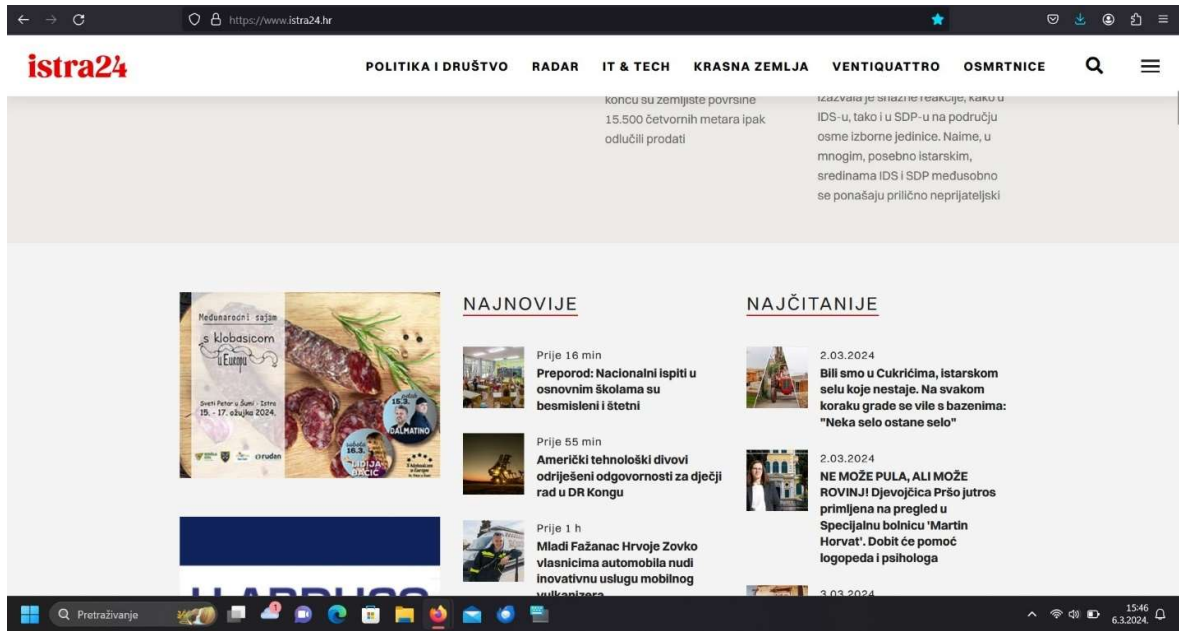 https://www.istra24.hr
istra24
POLITIKA I DRUŠTVO RADAR IT & TECH KRASNA ZEMLJA VENTIQUATTRO OSMRTNICE
koncu su zemljište površine
15.500 četvornih metara ipak
odlučili prodati
izazvala je snažne reakcije, kako u
IDS-u, tako i u SDP-u na području
osme izborne jedinice. Naime, u
mnogim, posebno istarskim,
sredinama IDS i SDP međusobno
se ponašaju prilično neprijateljski
Međunarodni sajam
s klobasicom
u Europu
Sveti Petar u Šumi - Istra
15. - 17. ožujka 2024.
petak
15.3.
DALMATINO
subota
16.3.
LIDIJA
BAČIĆ
NAJNOVIJE
Prije 16 min
Preporod: Nacionalni ispiti u
osnovnim školama su
besmisleni i štetni
Prije 55 min
Američki tehnološki divovi
odriješeni odgovornosti za dječji
rad u DR Kongu
Prije 1 h
Mladi Fažanac Hrvoje Zovko
vlasnicima automobila nudi
inovativnu uslugu mobilnog
vulkanizera
NAJČITANIJE
2.03.2024
Bili smo u Cukrićima, istarskom
selu koje nestaje. Na svakom
koraku grade se vile s bazenima:
"Neka selo ostane selo"
2.03.2024
NE MOŽE PULA, ALI MOŽE
ROVINJ! Djevojčica Pršo jutros
primljena na pregled u
Specijalnu bolnicu 'Martin
Horvat'. Dobit će pomoć
logopeda i psihologa
3.03.2024
Pretraživanje
15:46
6.3.2024.